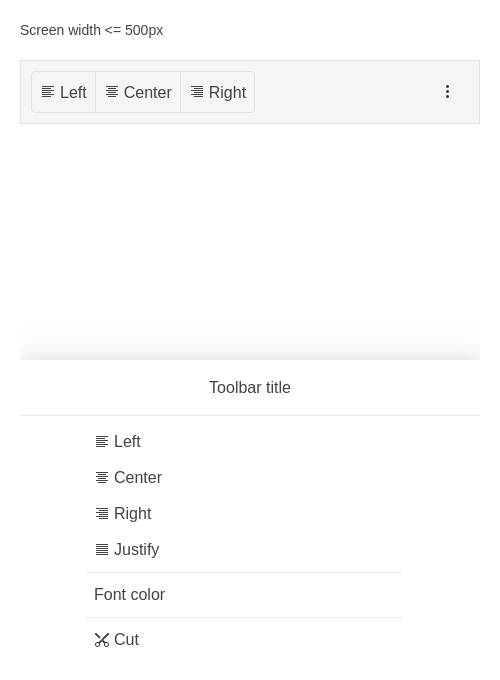 Screen width <= 500px
Left Center Right
Toolbar title
Left
Center
Right
Justify
Font color
Cut